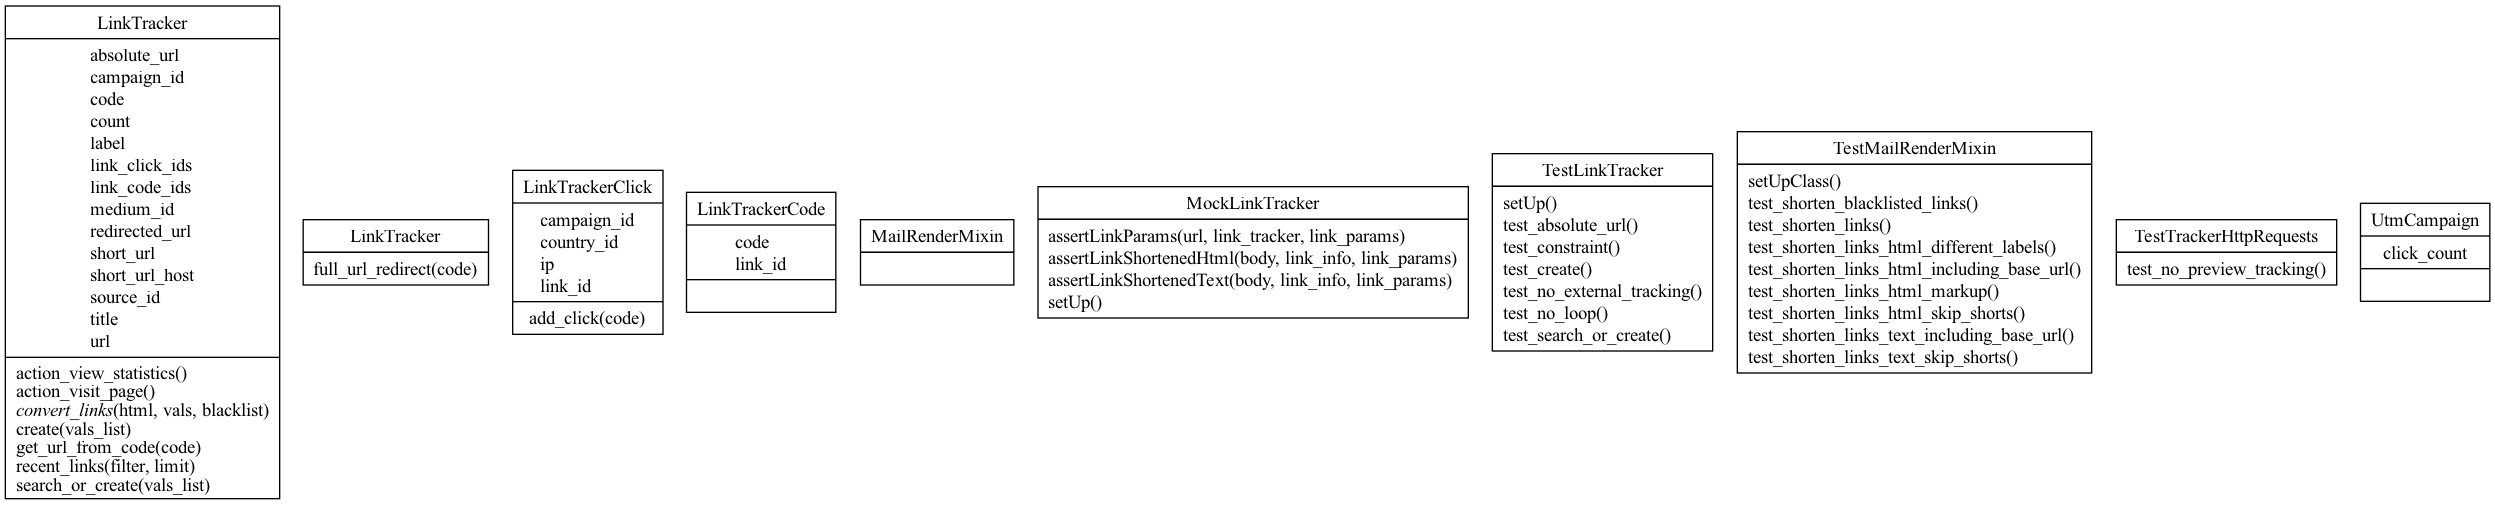 LinkTracker
absolute_url
campaign_id
code
count
label
link_click_ids
link_code_ids
medium_id
redirected_url
short_url
short_url_host
source_id
title
url
action_view_statistics()
action_visit_page()
convert_links(html, vals, blacklist)
create(vals_list)
get_url_from_code(code)
recent_links(filter, limit)
search_or_create(vals_list)
LinkTracker
full_url_redirect(code)
LinkTrackerClick
campaign_id
country_id
ip
link_id
add_click(code)
LinkTrackerCode
code
link_id
MailRenderMixin
MockLinkTracker
assertLinkParams(url, link_tracker, link_params)
assertLinkShortenedHtml(body, link_info, link_params)
assertLinkShortenedText(body, link_info, link_params)
setUp()
TestLinkTracker
setUp()
test_absolute_url()
test_constraint()
test_create()
test_no_external_tracking()
test_no_loop()
test_search_or_create()
TestMailRenderMixin
setUpClass()
test_shorten_blacklisted_links()
test_shorten_links()
test_shorten_links_html_different_labels()
test_shorten_links_html_including_base_url()
test_shorten_links_html_markup()
test_shorten_links_html_skip_shorts()
test_shorten_links_text_including_base_url()
test_shorten_links_text_skip_shorts()
TestTrackerHttpRequests
test_no_preview_tracking()
UtmCampaign
click_count